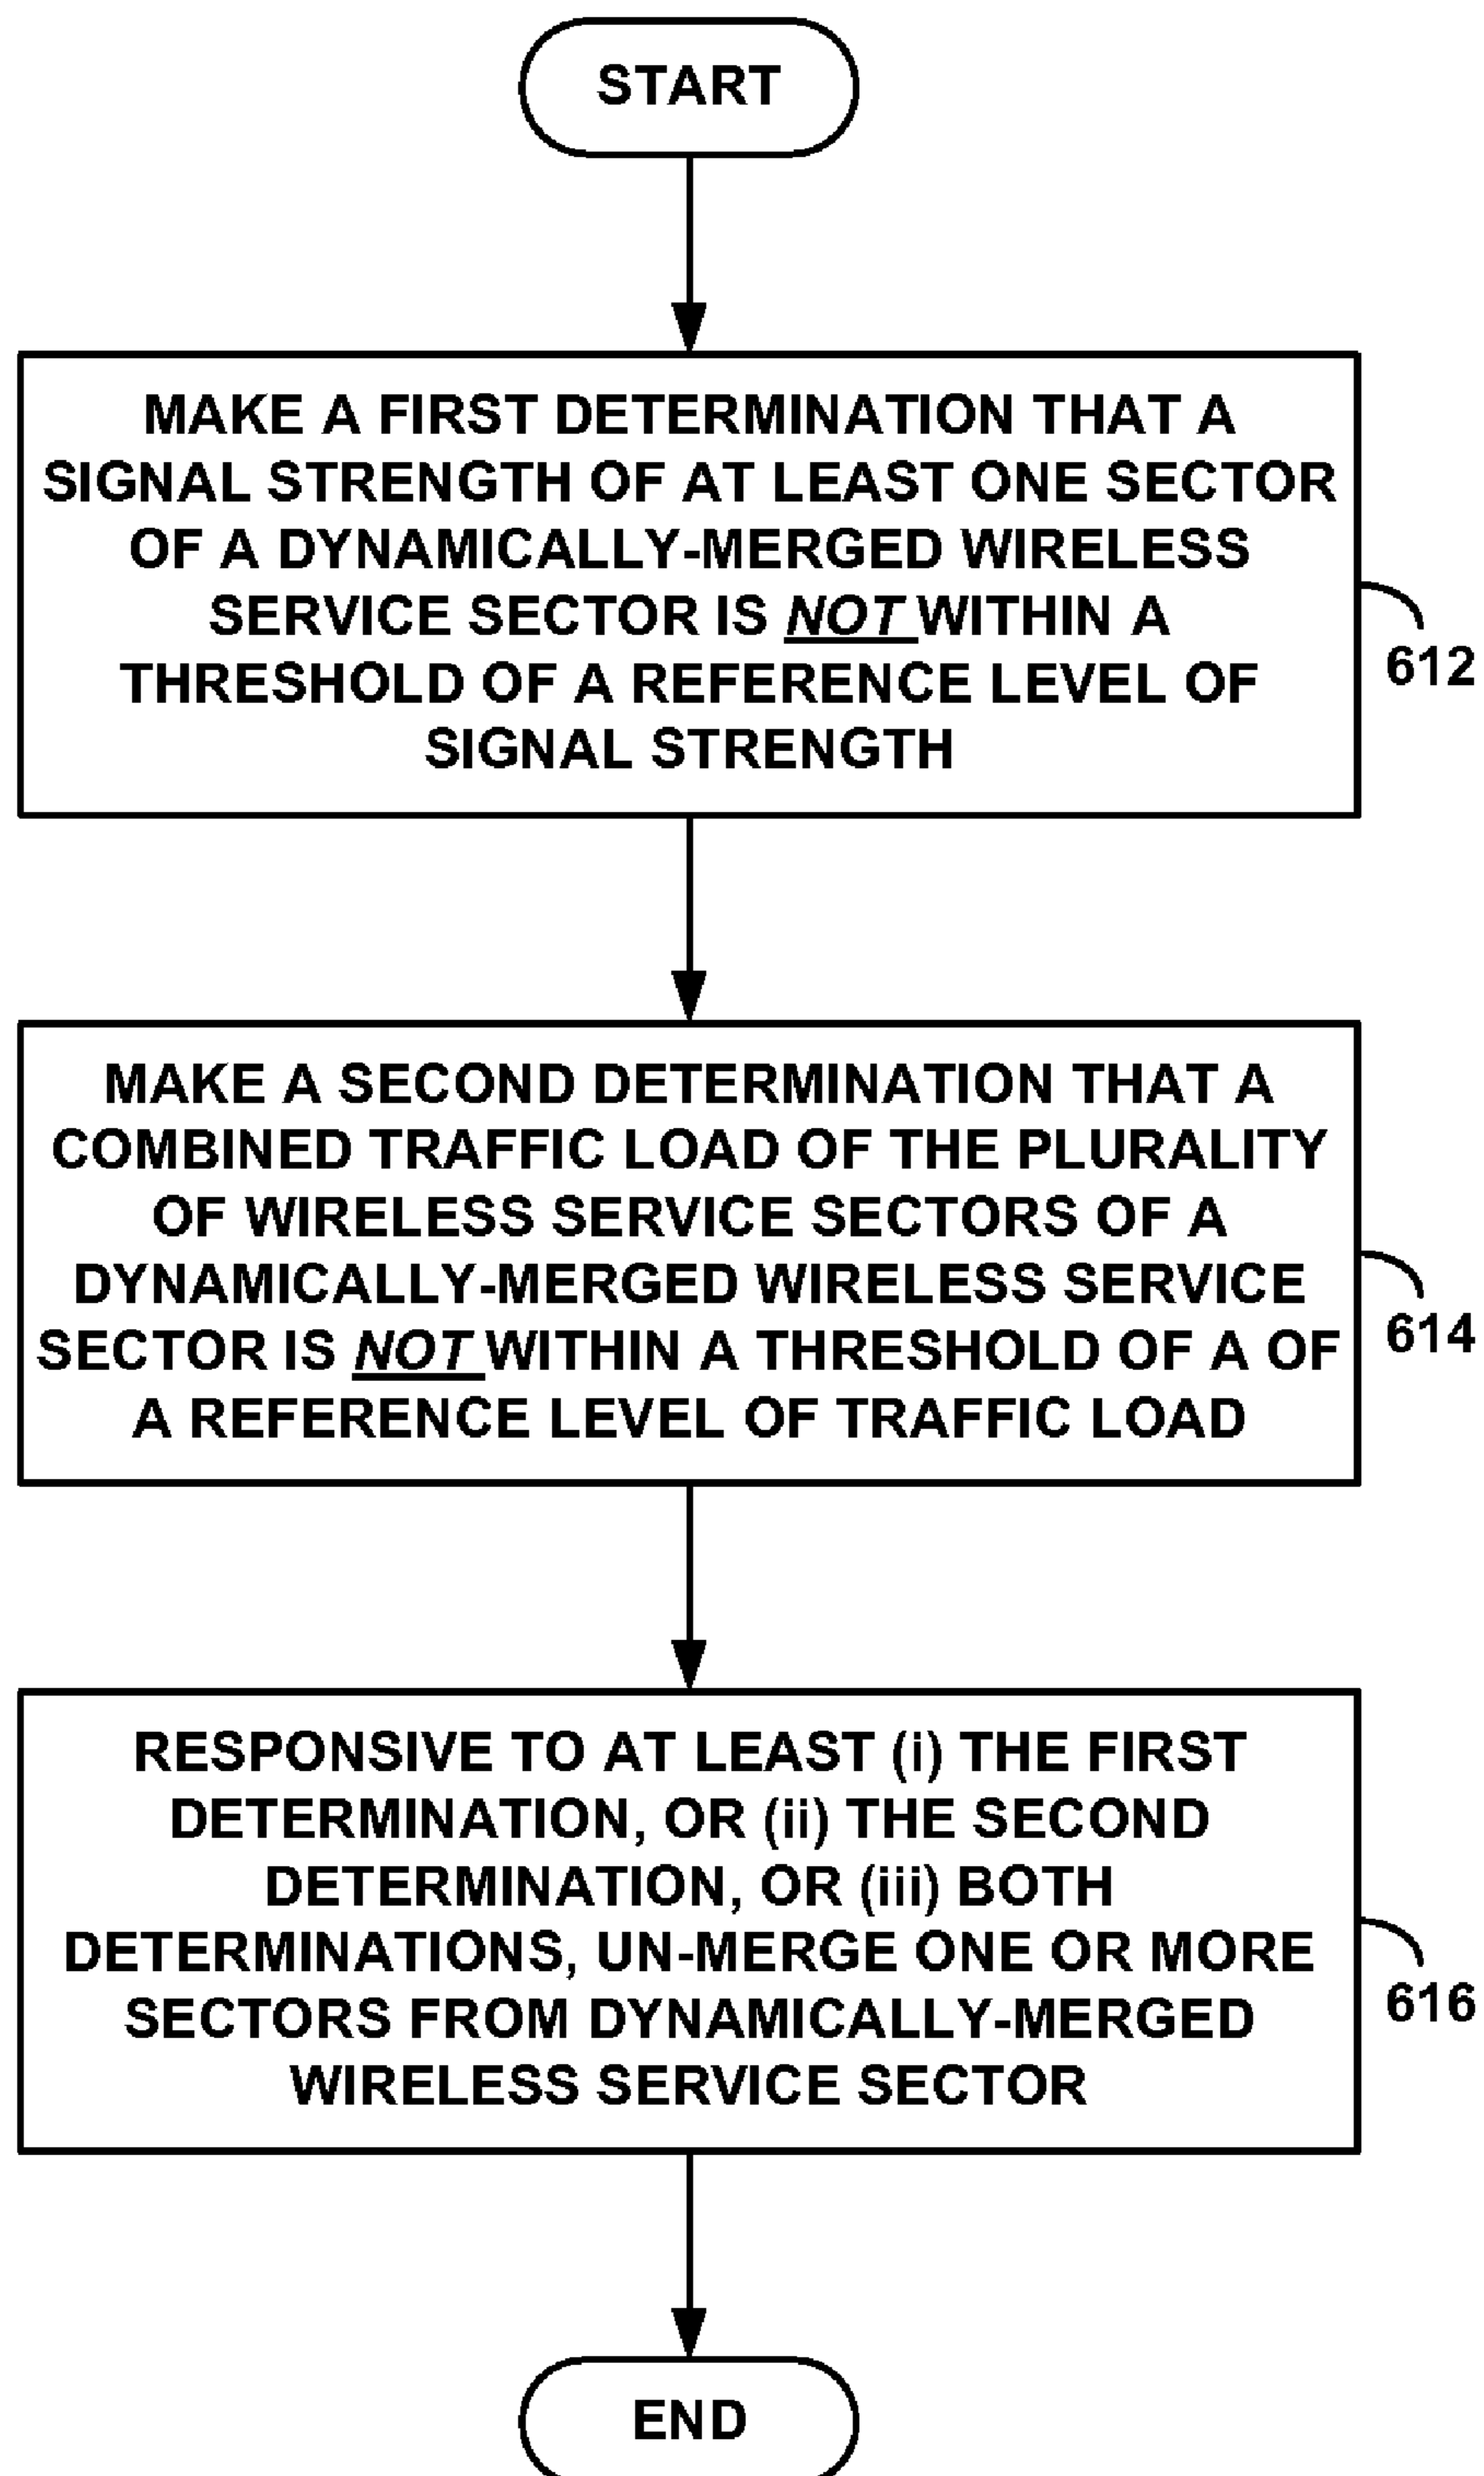 START
MAKE A FIRST DETERMINATION THAT A
SIGNAL STRENGTH OF AT LEAST ONE SECTOR
OF A DYNAMICALLY-MERGED WIRELESS
SERVICE SECTOR IS NOT WITHIN A
THRESHOLD OF A REFERENCE LEVEL OF
SIGNAL STRENGTH
612
MAKE A SECOND DETERMINATION THAT A
COMBINED TRAFFIC LOAD OF THE PLURALITY
OF WIRELESS SERVICE SECTORS OF A
DYNAMICALLY-MERGED WIRELESS SERVICE
SECTOR IS NOT WITHIN A THRESHOLD OF A OF
A REFERENCE LEVEL OF TRAFFIC LOAD
614
RESPONSIVE TO AT LEAST (i) THE FIRST
DETERMINATION, OR (ii) THE SECOND
DETERMINATION, OR (iii) BOTH
DETERMINATIONS, UN-MERGE ONE OR MORE
SECTORS FROM DYNAMICALLY-MERGED
WIRELESS SERVICE SECTOR
616
END